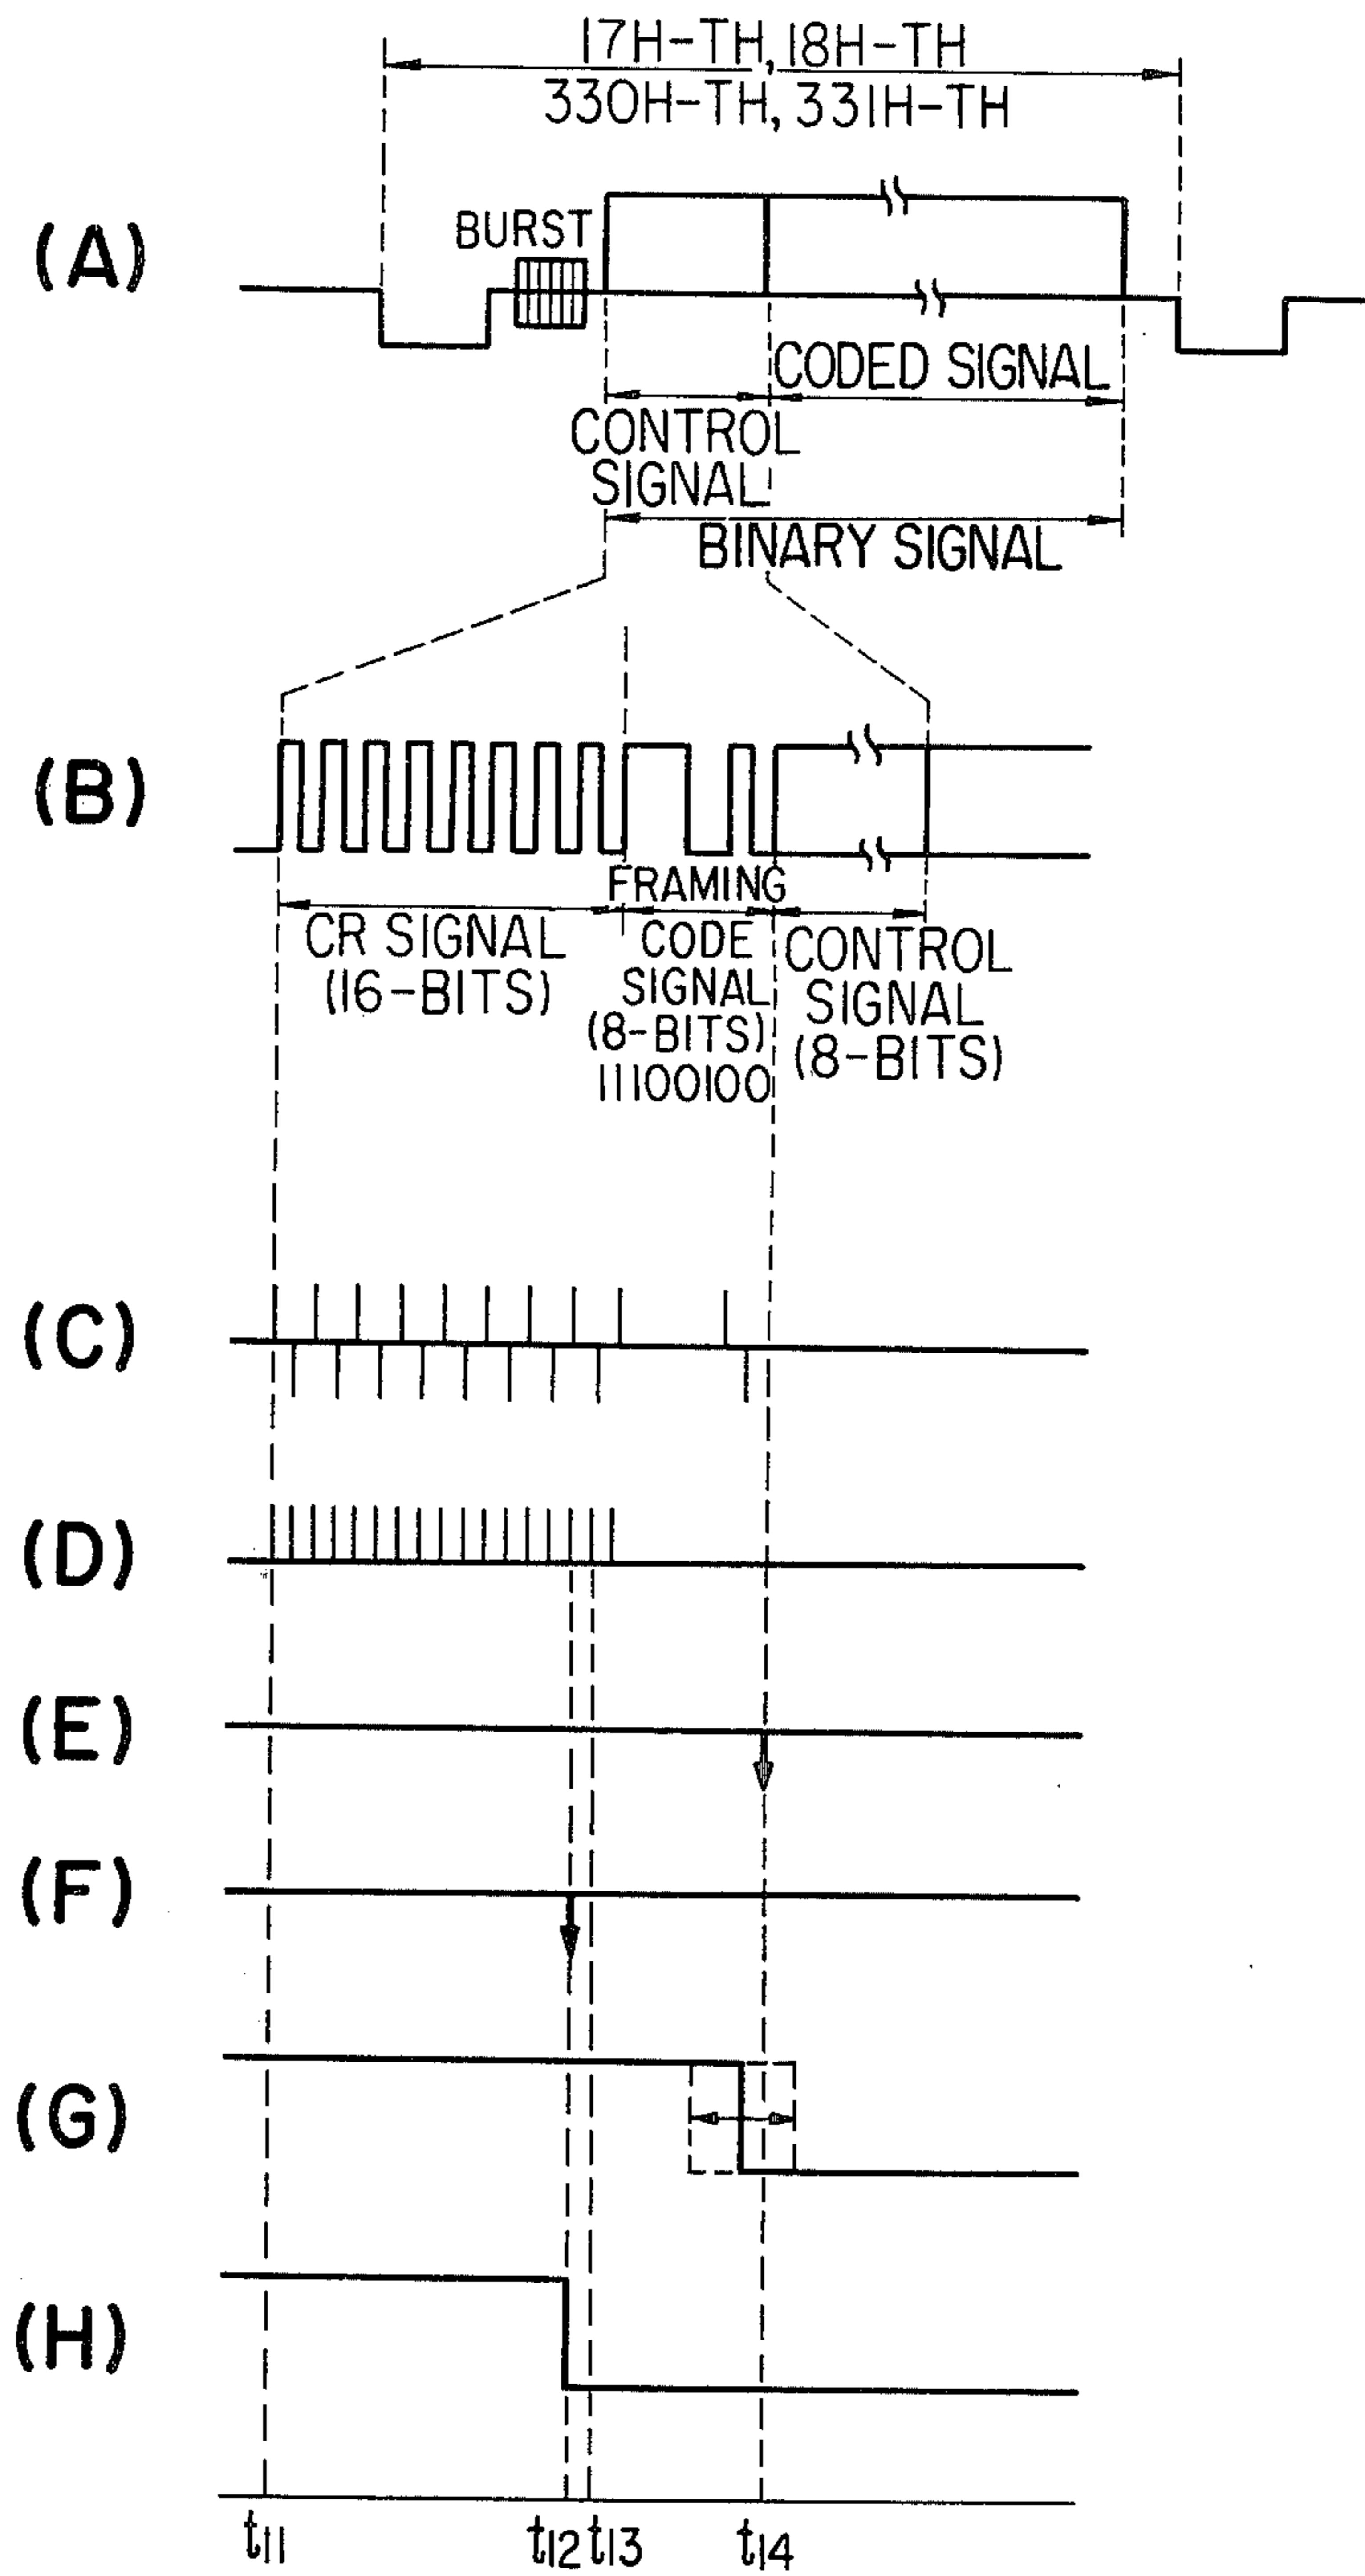 17H-TH, 18H-TH
330H-TH, 331H-TH
(A)
BURST
CODED SIGNAL
CONTROL
SIGNAL
BINARY SIGNAL
(B)
FRAMING
CR SIGNAL
(16-BITS)
CODE
SIGNAL
(8-BITS)
11100100
CONTROL
SIGNAL
(8-BITS)
(C)
(D)
(E)
(F)
(G)
(H)
t11 t12 t13 t14